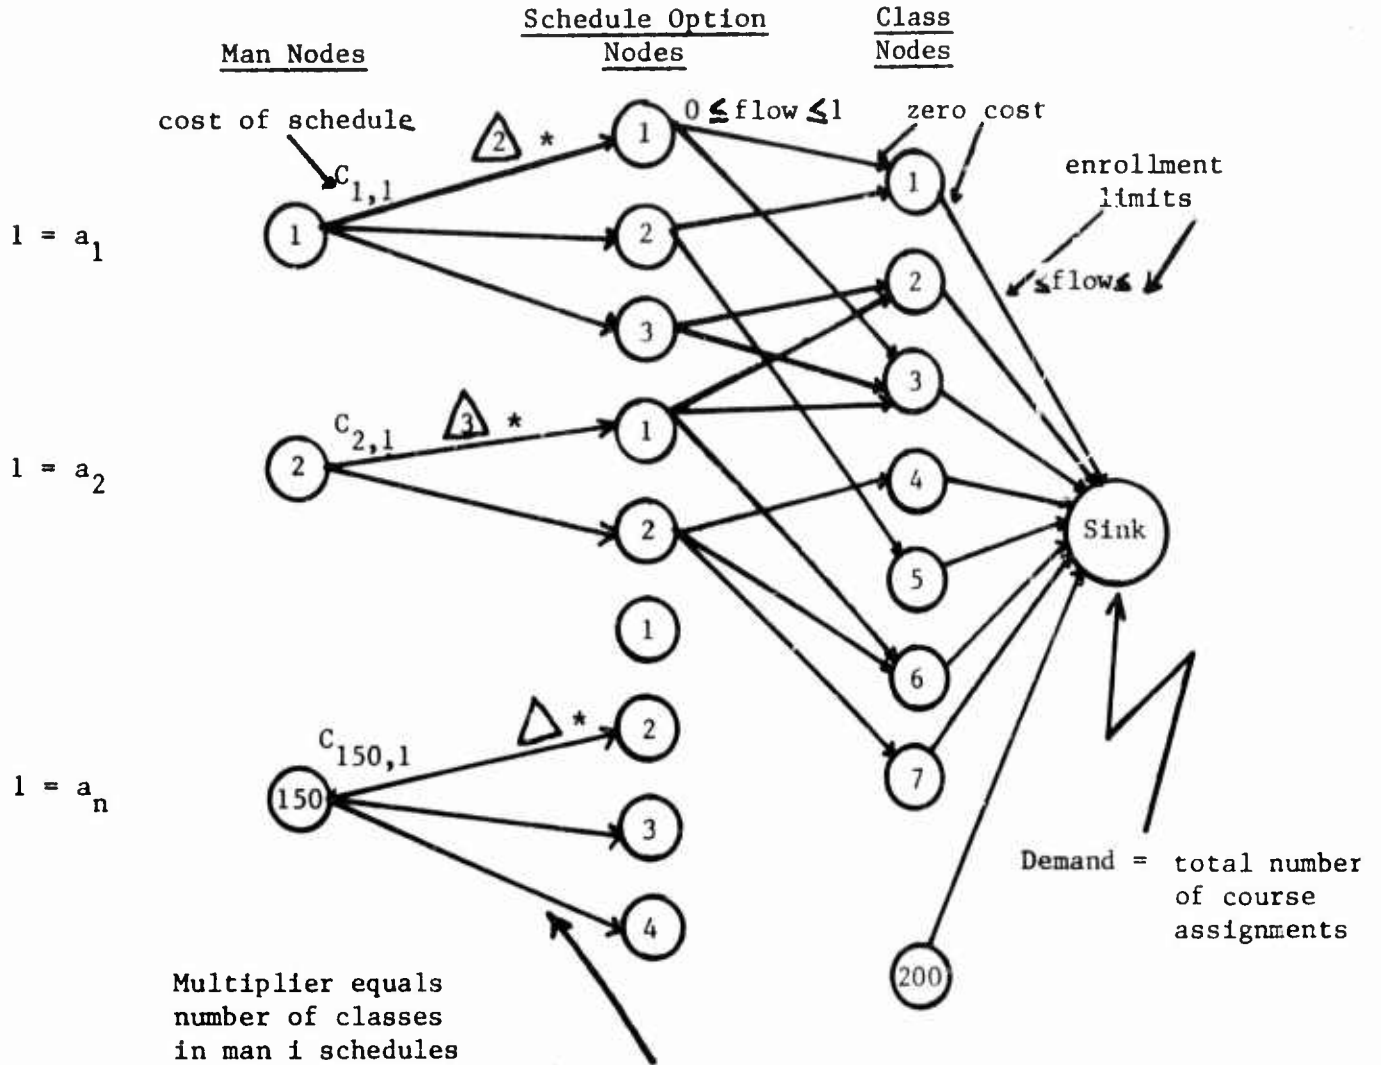 Schedule Option
Nodes
Class
Nodes
Man Nodes
cost of schedule
2 *
0 ≤ flow ≤ 1
zero cost
enrollment
limits
C1,1
1 = a1
1
1
2
3
1
2
3
≤flow≤
C2,1
3 *
1 = a2
2
1
2
4
5
6
7
Sink
C150,1
*
1 = an
150
1
2
3
4
200
Demand = total number
of course
assignments
Multiplier equals
number of classes
in man i schedules